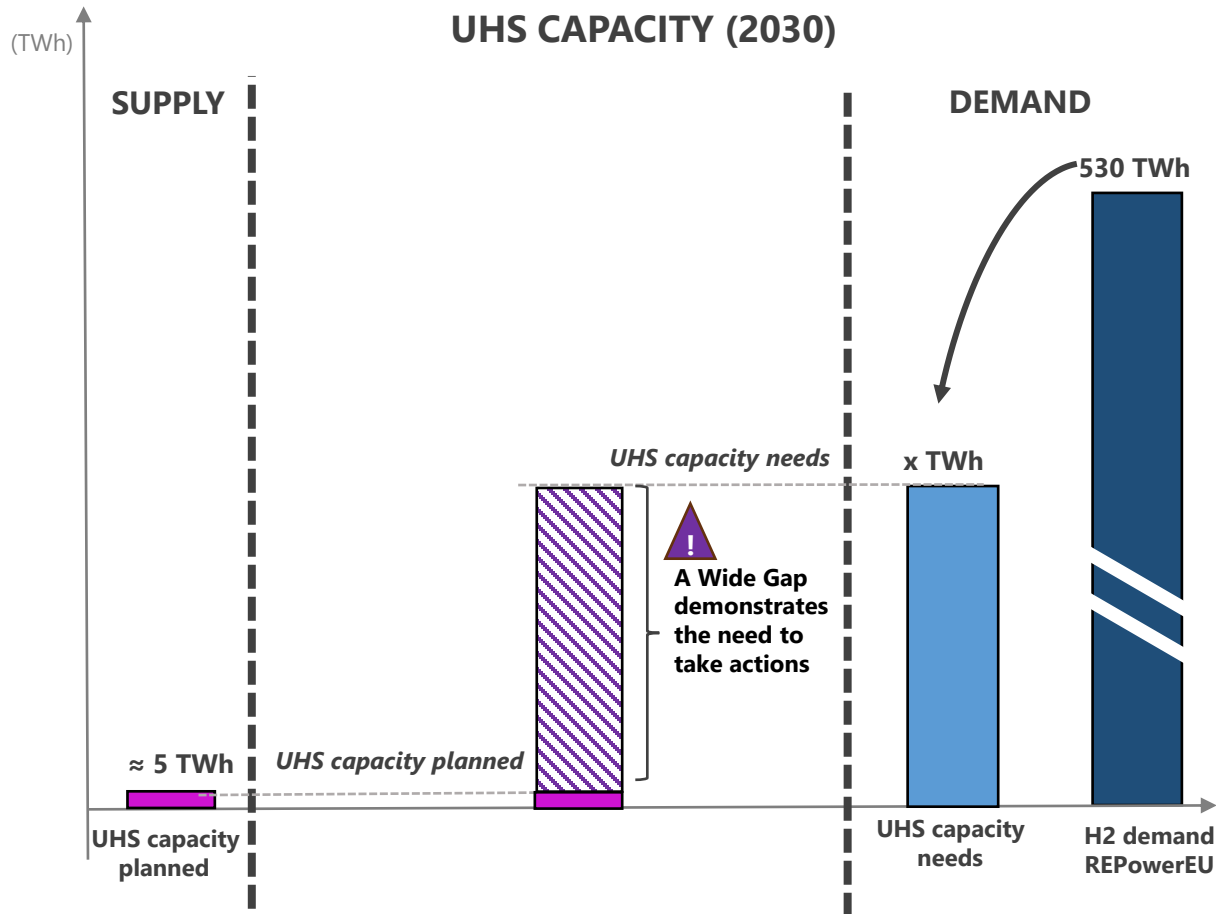 UHS CAPACITY (2030)
(TWh)
SUPPLY
DEMAND
530 TWh
UHS capacity needs
x TWh
!
A Wide Gap
demonstrates
the need to
take actions
≈ 5 TWh
UHS capacity planned
UHS capacity
planned
UHS capacity
needs
H2 demand
REPowerEU